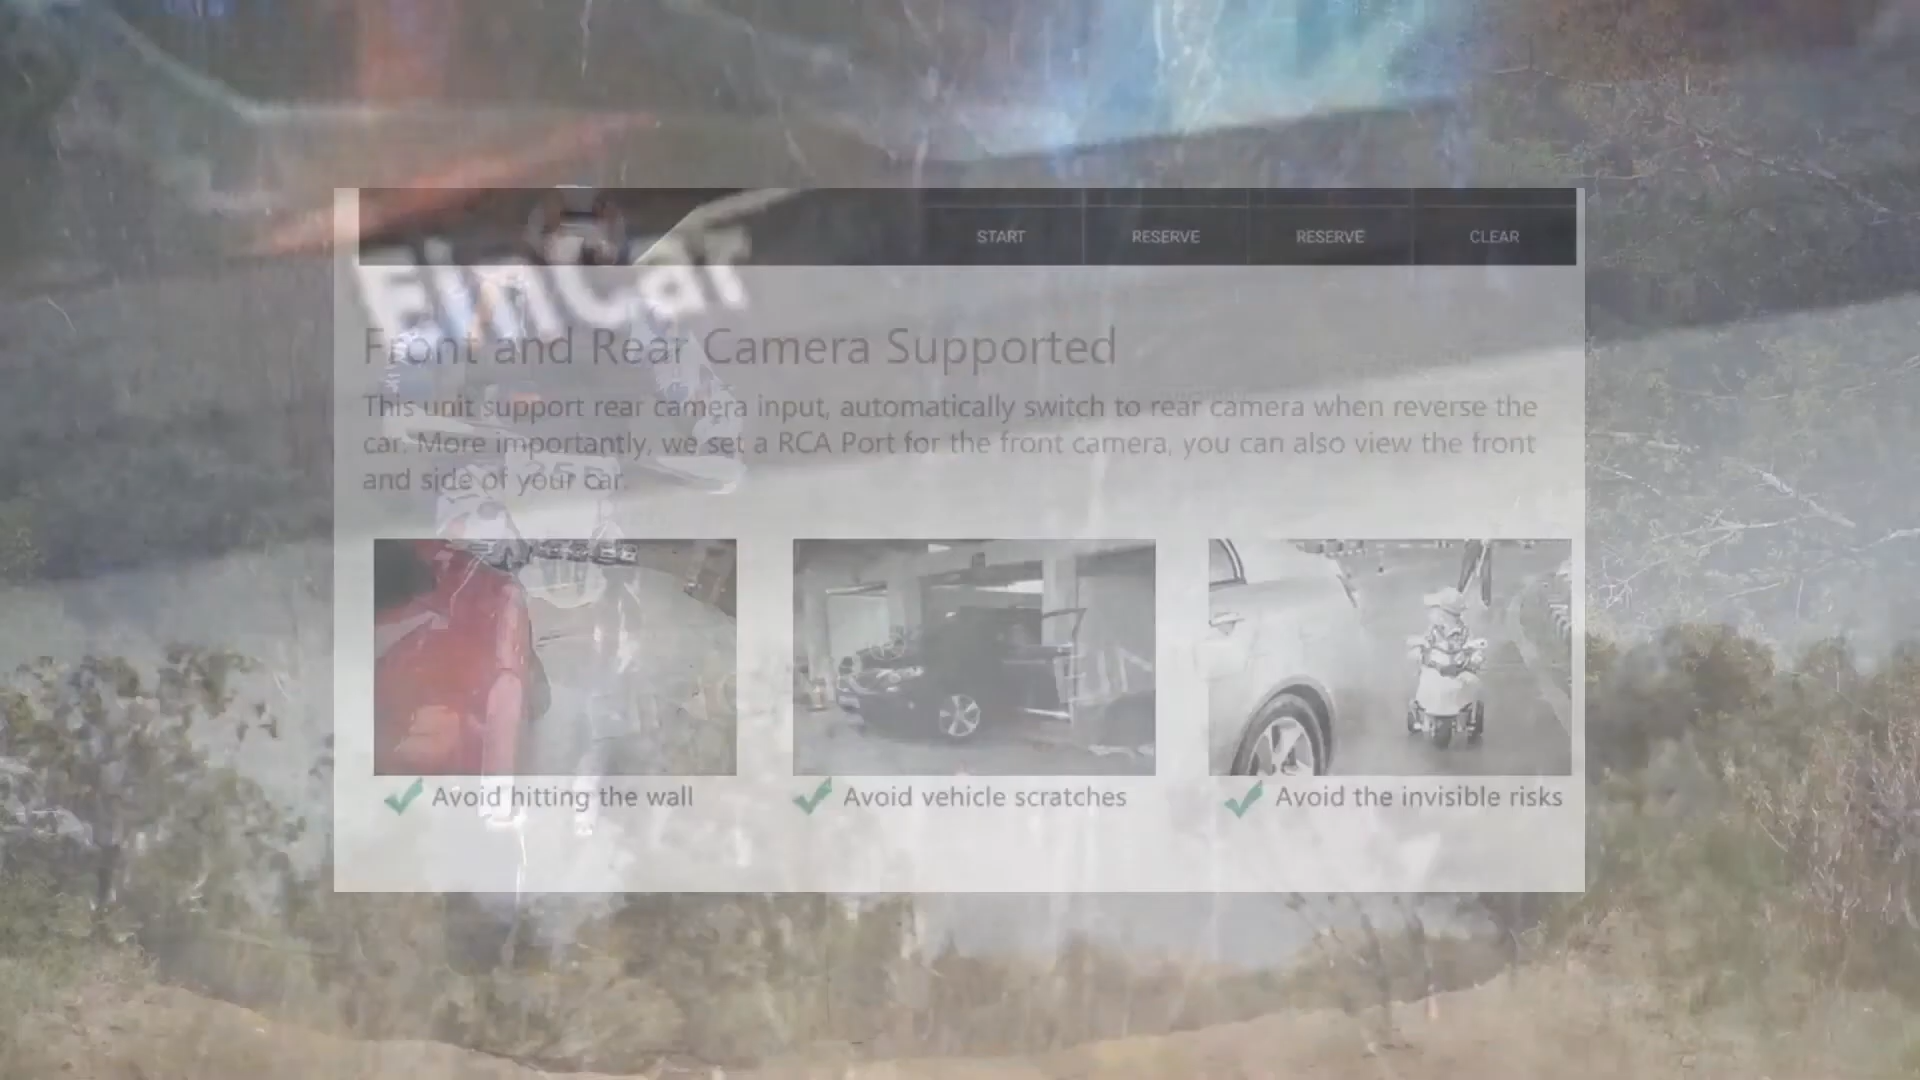 START RESERVE RESERVE CLEAR
EinCar
Front and Rear Camera Supported
This unit support rear camera input, automatically switch to rear camera when reverse the
car. More importantly, we set a RCA Port for the front camera, you can also view the front
and side of your car.
Avoid hitting the wall Avoid vehicle scratches Avoid the invisible risks